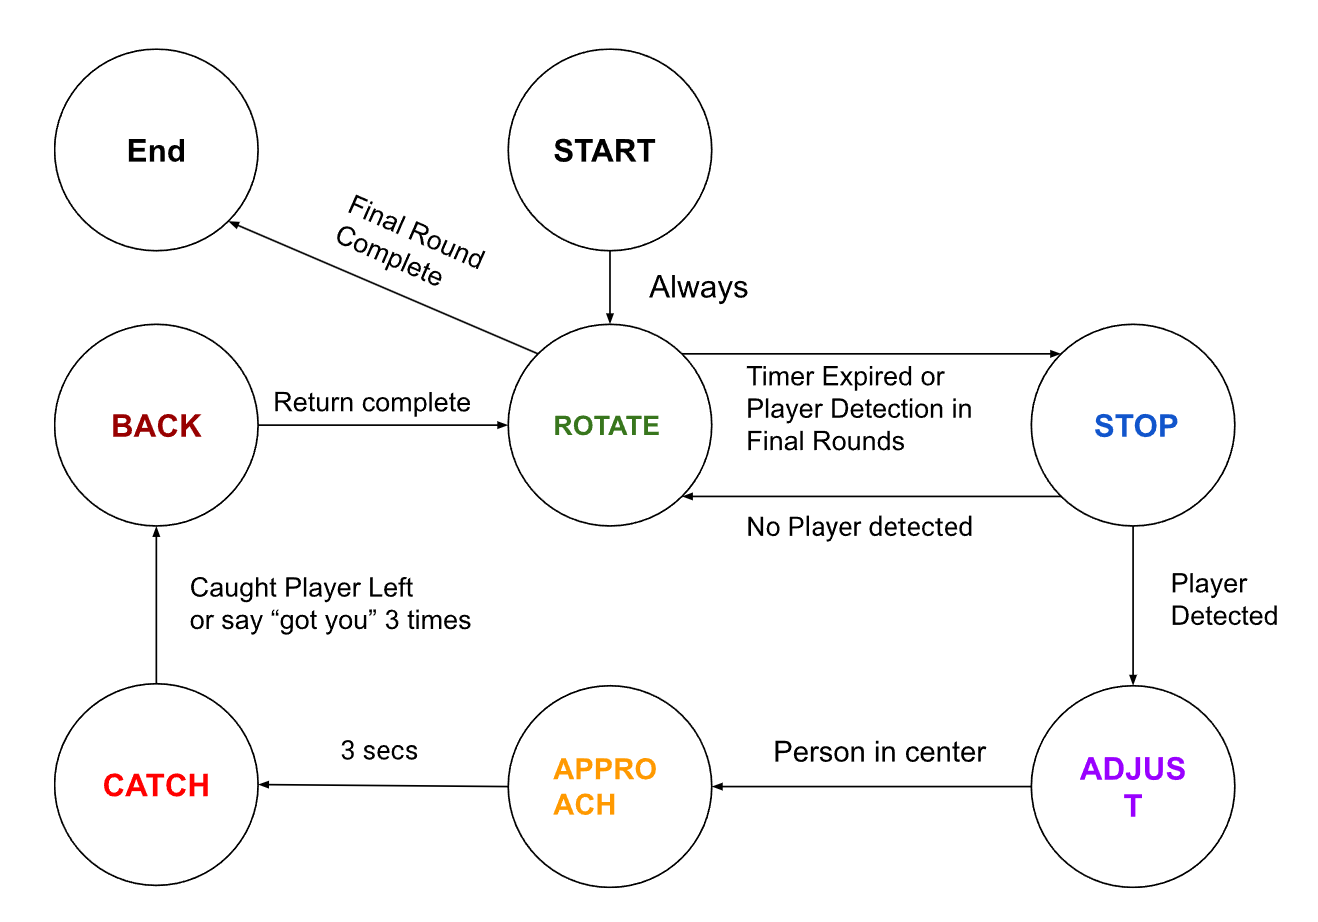 End
START
Final Round
Complete
Always
BACK
Return complete
ROTATE
Timer Expired or
Player Detection in
Final Rounds
STOP
No Player detected
Caught Player Left
or say “got you” 3 times
Player
Detected
CATCH
3 secs
APPRO
ACH
Person in center
ADJUS
T